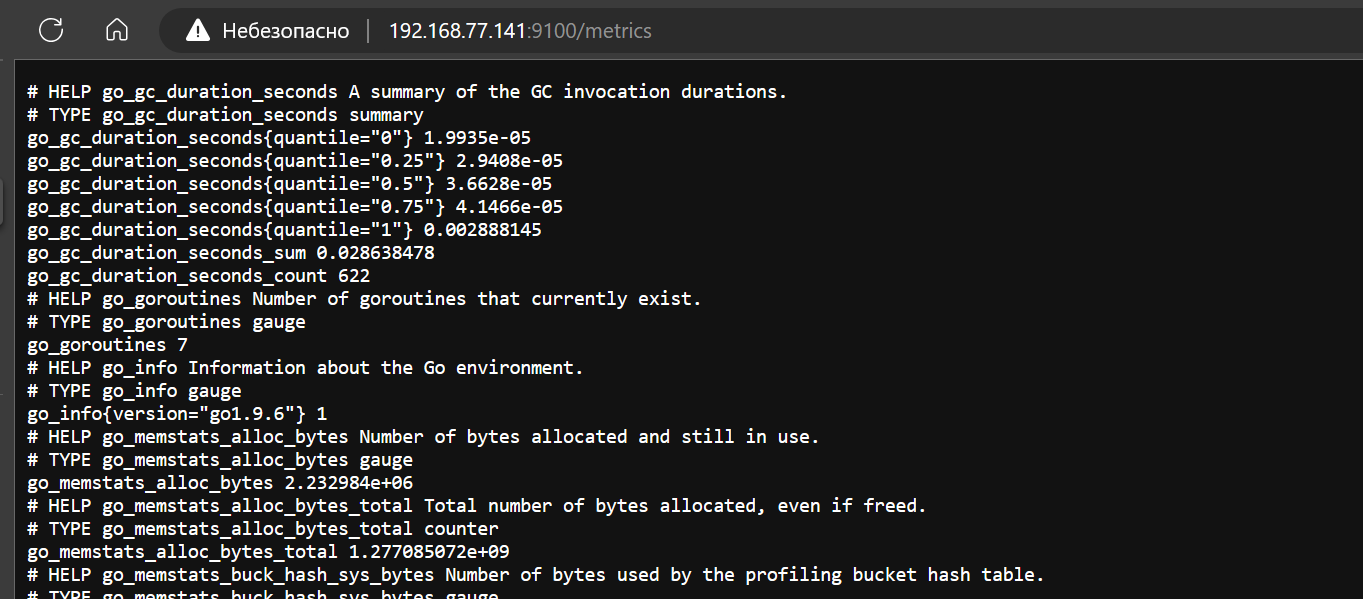 Небезопасно 192.168.77.141:9100/metrics
# HELP go_gc_duration_seconds A summary of the GC invocation durations.
# TYPE go_gc_duration_seconds summary
go_gc_duration_seconds{quantile="0"} 1.9935e-05
go_gc_duration_seconds{quantile="0.25"} 2.9408e-05
go_gc_duration_seconds{quantile="0.5"} 3.6628e-05
go_gc_duration_seconds{quantile="0.75"} 4.1466e-05
go_gc_duration_seconds{quantile="1"} 0.002888145
go_gc_duration_seconds_sum 0.028638478
go_gc_duration_seconds_count 622
# HELP go_goroutines Number of goroutines that currently exist.
# TYPE go_goroutines gauge
go_goroutines 7
# HELP go_info Information about the Go environment.
# TYPE go_info gauge
go_info{version="go1.9.6"} 1
# HELP go_memstats_alloc_bytes Number of bytes allocated and still in use.
# TYPE go_memstats_alloc_bytes gauge
go_memstats_alloc_bytes 2.232984e+06
# HELP go_memstats_alloc_bytes_total Total number of bytes allocated, even if freed.
# TYPE go_memstats_alloc_bytes_total counter
go_memstats_alloc_bytes_total 1.277085072e+09
# HELP go_memstats_buck_hash_sys_bytes Number of bytes used by the profiling bucket hash table.
# TYPE go_memstats_buck_hash_sys_bytes gauge